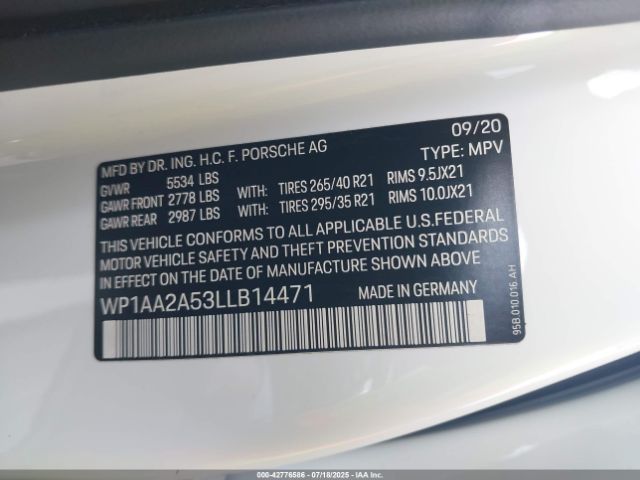 09/20
MFD BY DR. ING. H.C. F. PORSCHE AG TYPE: MPV
GVWR 5534 LBS
GAWR FRONT 2778 LBS WITH: TIRES 265/40 R21 RIMS 9.5JX21
GAWR REAR 2987 LBS WITH: TIRES 295/35 R21 RIMS 10.0JX21
THIS VEHICLE CONFORMS TO ALL APPLICABLE U.S.FEDERAL
MOTOR VEHICLE SAFETY AND THEFT PREVENTION STANDARDS
IN EFFECT ON THE DATE OF MANUFACTURE SHOWN ABOVE
WP1AA2A53LLB14471 MADE IN GERMANY
95B.010.016.AH
000-42776586 07/18/2025 IAAI.COM